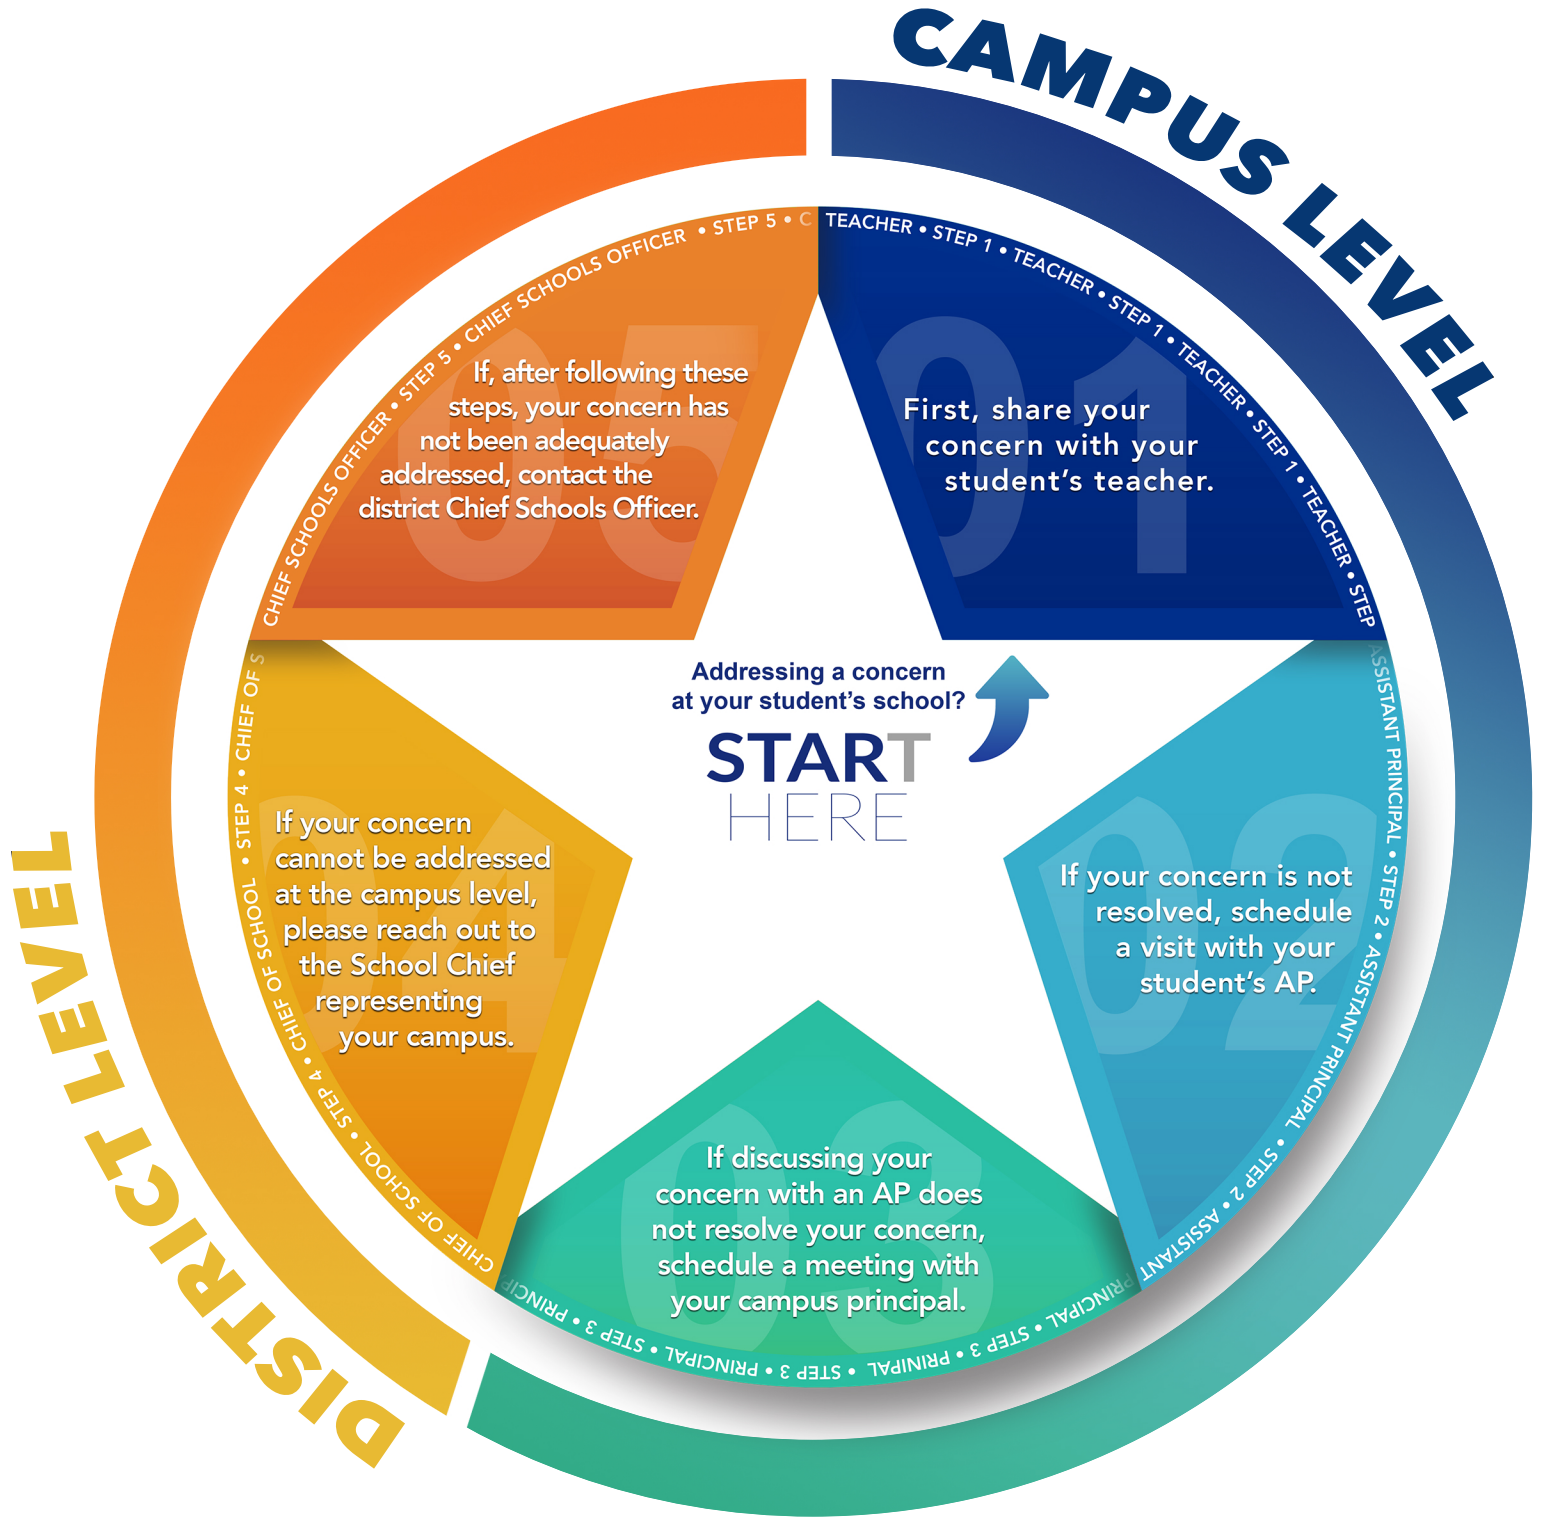 CAMPUS LEVEL
DISTRICT LEVEL
Addressing a concern
at your student's school?
START
HERE
TEACHER • STEP 1 • TEACHER • STEP 1 • TEACHER • STEP 1 • TEACHER • STEP
01
First, share your
concern with your
student's teacher.
ASSISTANT PRINCIPAL • STEP 2 • ASSISTANT PRINCIPAL • STEP 2 • ASSISTANT
02
If your concern is not
resolved, schedule
a visit with your
student's AP.
PRINCIPAL • STEP 3 • PRINIPAL • STEP 3 • PRINCIPAL • STEP 3 • PRINCIP
03
If discussing your
concern with an AP does
not resolve your concern,
schedule a meeting with
your campus principal.
CHIEF OF SCHOOL • STEP 4 • CHIEF OF SCHOOL • STEP 4 • CHIEF OF S
04
If your concern
cannot be addressed
at the campus level,
please reach out to
the School Chief
representing
your campus.
CHIEF SCHOOLS OFFICER • STEP 5 • CHIEF SCHOOLS OFFICER • STEP 5 • C
05
If, after following these
steps, your concern has
not been adequately
addressed, contact the
district Chief Schools Officer.